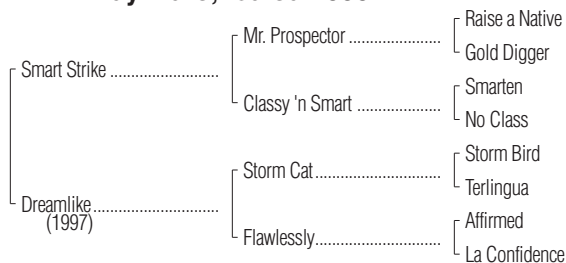 Raise a Native
Mr. Prospector
Gold Digger
Smart Strike
Smarten
Classy 'n Smart
No Class
Storm Bird
Storm Cat
Terlingua
Dreamlike
(1997)
Affirmed
Flawlessly
La Confidence